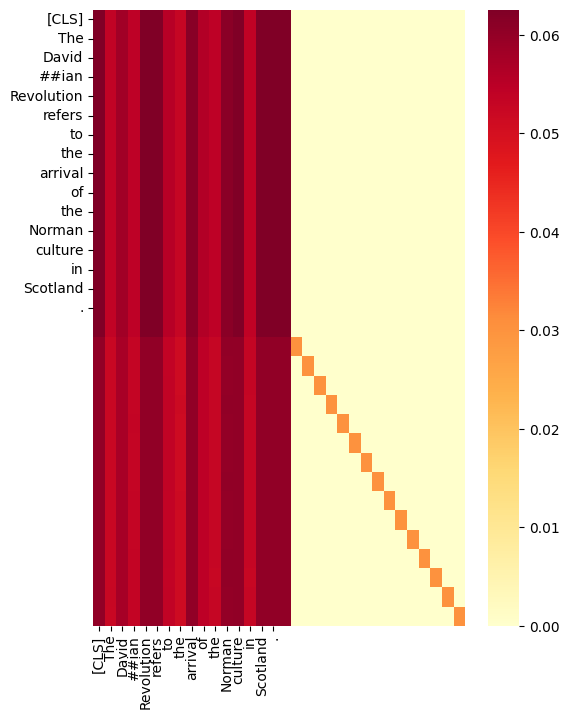 [CLS]
The
David
##ian
Revolution
refers
to
the
arrival
of
the
Norman
culture
in
Scotland
.
0.06
0.05
0.04
0.03
0.02
0.01
0.00
[CLS]
The
David
##ian
Revolution
refers
to
the
arrival
of
the
Norman
culture
in
Scotland
.